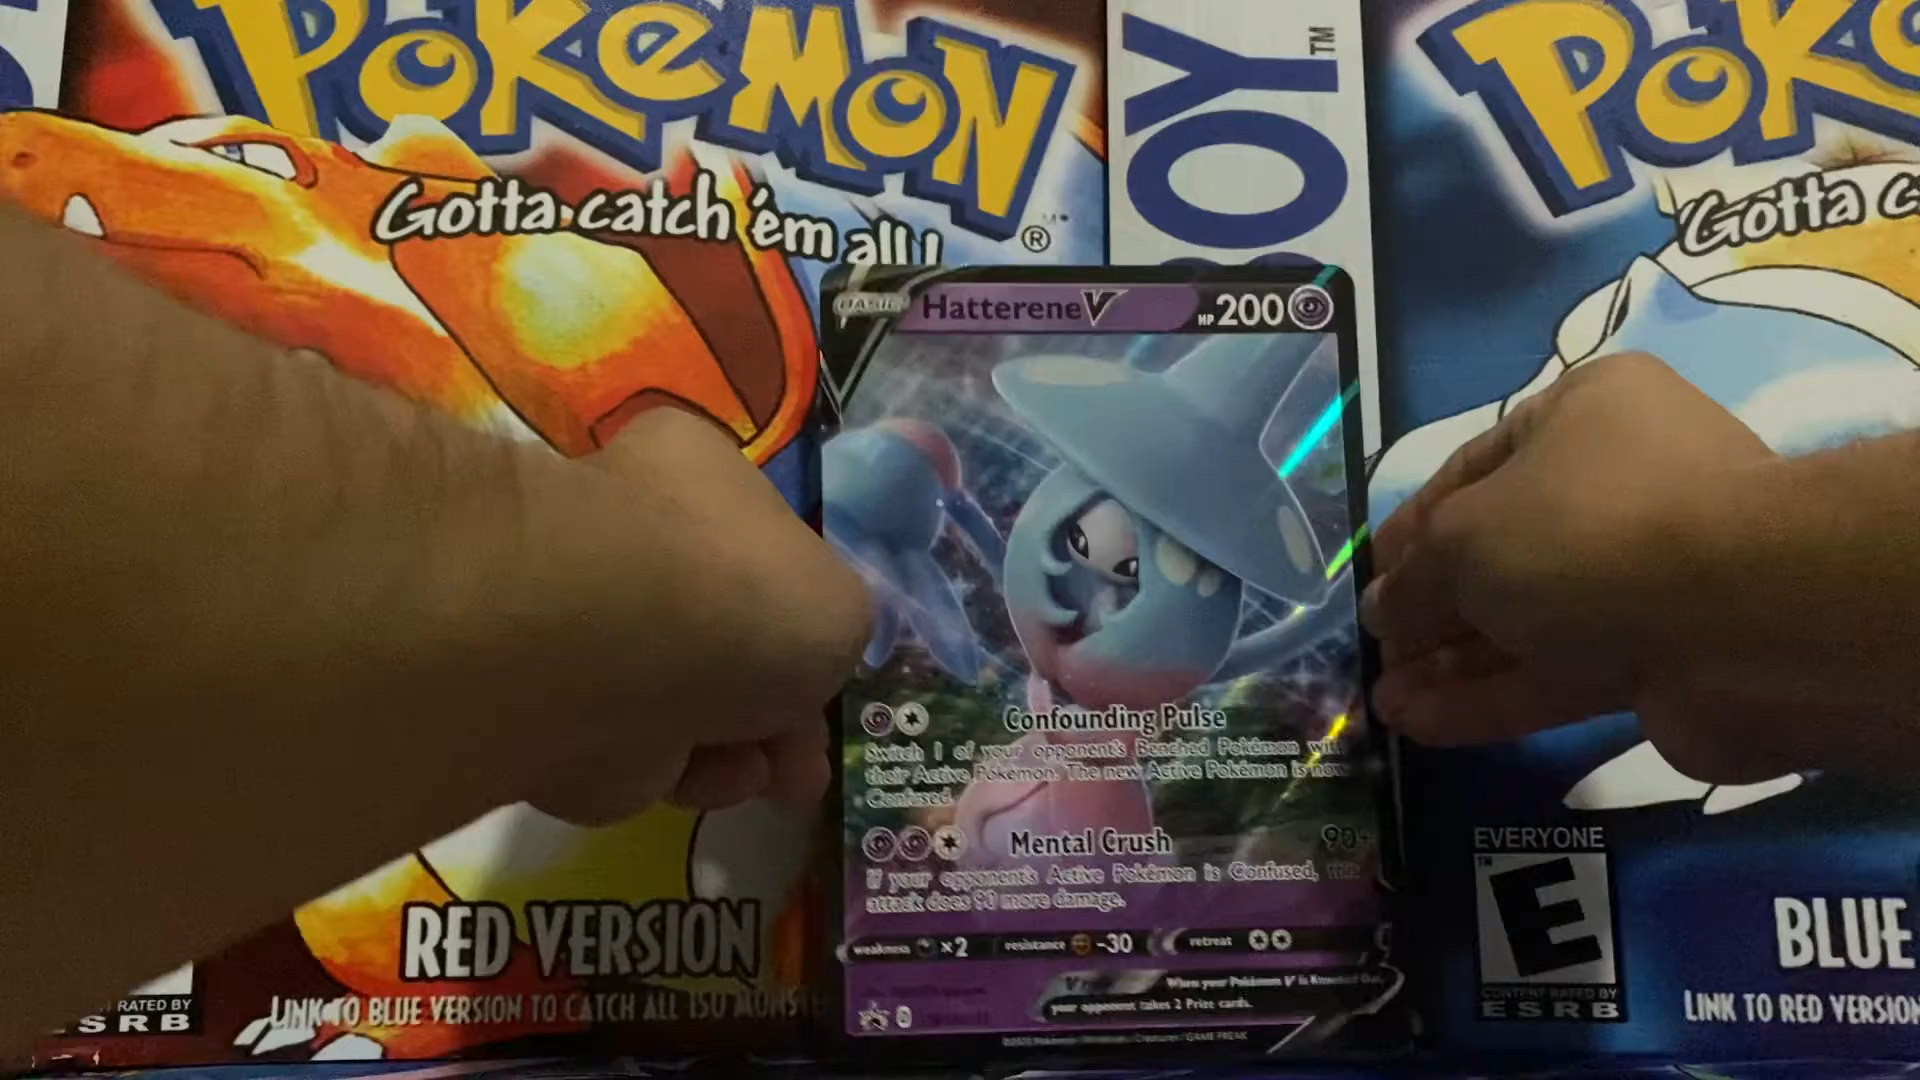 POKéMON
®
Gotta catch 'em all!
BOY
TM
Gotta c
BASIC
Hatterene V
HP 200
Confounding Pulse
Switch 1 of your opponent's Benched Pokémon with
their Active Pokémon. The new Active Pokémon is now
Confused.
Mental Crush 90+
If your opponent's Active Pokémon is Confused, this
attack does 90 more damage.
weakness ×2 resistance -30 retreat
When your Pokémon V is Knocked Out,
your opponent takes 2 Prize cards.
RED VERSION
LINK TO BLUE VERSION TO CATCH ALL 150 MONST
RATED BY
SRB
EVERYONE
E
CONTENT RATED BY
ESRB
BLUE
LINK TO RED VERSION